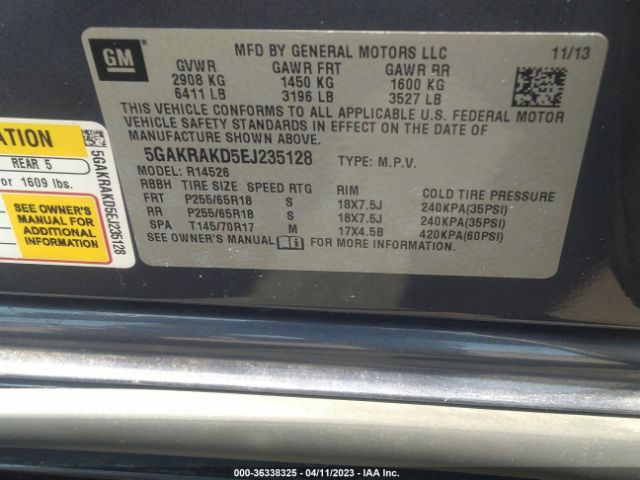 GM
MFD BY GENERAL MOTORS LLC 11/13
GVWR GAWR FRT GAWR RR
2908 KG 1450 KG 1600 KG
6411 LB 3196 LB 3527 LB
THIS VEHICLE CONFORMS TO ALL APPLICABLE U.S. FEDERAL MOTOR
VEHICLE SAFETY STANDARDS IN EFFECT ON THE DATE OF
MANUFACTURE SHOWN ABOVE.
5GAKRAKD5EJ235128 TYPE: M.P.V.
MODEL: R14526
RBBH TIRE SIZE SPEED RTG RIM COLD TIRE PRESSURE
FRT P255/65R18 S 18X7.5J 240KPA(35PSI)
RR P255/65R18 S 18X7.5J 240KPA(35PSI)
SPA T145/70R17 M 17X4.5B 420KPA(60PSI)
SEE OWNER'S MANUAL FOR MORE INFORMATION.
ATION
REAR 5
or 1609 lbs.
SEE OWNER'S
MANUAL FOR
ADDITIONAL
INFORMATION
5GAKRAKD5EJ235128
000-36338325 - 04/11/2023 - IAA Inc.